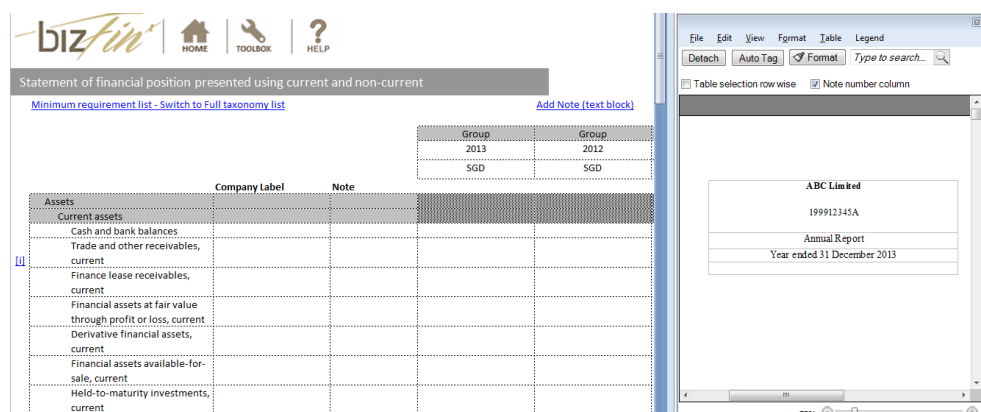 bizfinx
HOME
TOOLBOX
HELP
Statement of financial position presented using current and non-current
Minimum requirement list - Switch to Full taxonomy list
Add Note (text block)
Group Group
2013 2012
SGD SGD
Company Label Note
Assets
Current assets
Cash and bank balances
[i]
Trade and other receivables,
current
Finance lease receivables,
current
Financial assets at fair value
through profit or loss, current
Derivative financial assets,
current
Financial assets available-for-
sale, current
Held-to-maturity investments,
current
File Edit View Format Table Legend
Detach Auto Tag Format Type to search...
Table selection row wise Note number column
ABC Limited
199912345A
Annual Report
Year ended 31 December 2013